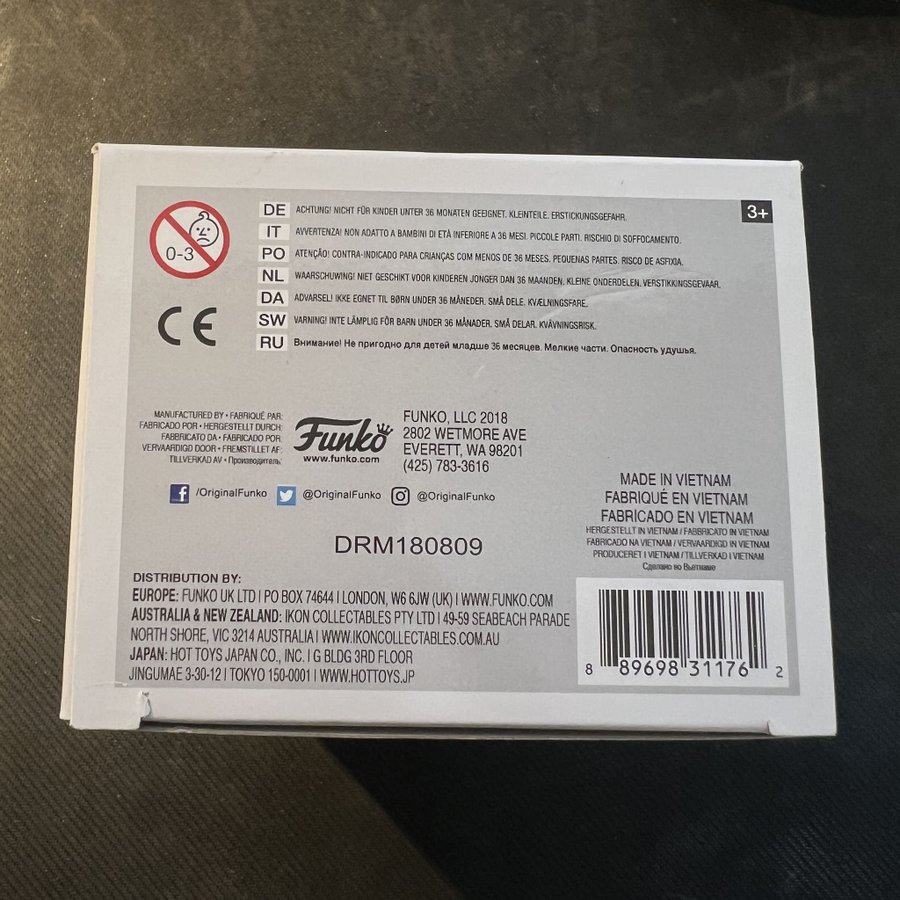 0-3
DE ACHTUNG! NICHT FÜR KINDER UNTER 36 MONATEN GEEIGNET. KLEINTEILE. ERSTICKUNGSGEFAHR.
3+
IT AVVERTENZA! NON ADATTO A BAMBINI DI ETÀ INFERIORE A 36 MESI. PICCOLE PARTI. RISCHIO DI SOFFOCAMENTO.
PO ATENÇÃO! CONTRA-INDICADO PARA CRIANÇAS COM MENOS DE 36 MESES. PEQUENAS PARTES. RISCO DE ASFIXIA.
NL WAARSCHUWING! NIET GESCHIKT VOOR KINDEREN JONGER DAN 36 MAANDEN. KLEINE ONDERDELEN. VERSTIKKINGSGEVAAR.
DA ADVARSEL! IKKE EGNET TIL BØRN UNDER 36 MÅNEDER. SMÅ DELE. KVÆLNINGSFARE.
SW VARNING! INTE LÄMPLIG FÖR BARN UNDER 36 MÅNADER. SMÅ DELAR. KVÄVNINGSRISK.
RU Внимание! Не пригодно для детей младше 36 месяцев. Мелкие части. Опасность удушья.
CE
MANUFACTURED BY • FABRIQUÉ PAR:
FABRICADO POR • HERGESTELLT DURCH:
FABBRICATO DA • FABRICADO POR:
VERVAARDIGD DOOR • FREMSTILLET AF:
TILLVERKAD AV • Производитель:
Funko
www.funko.com
FUNKO, LLC 2018
2802 WETMORE AVE
EVERETT, WA 98201
(425) 783-3616
/OriginalFunko @OriginalFunko @OriginalFunko
DRM180809
MADE IN VIETNAM
FABRIQUÉ EN VIETNAM
FABRICADO EN VIETNAM
HERGESTELLT IN VIETNAM / FABBRICATO IN VIETNAM
FABRICADO NA VIETNAM / VERVAARDIGD IN VIETNAM
PRODUCERET I VIETNAM / TILLVERKAD I VIETNAM
Сделано во Вьетнаме
DISTRIBUTION BY:
EUROPE: FUNKO UK LTD | PO BOX 74644 | LONDON, W6 6JW (UK) | WWW.FUNKO.COM
AUSTRALIA & NEW ZEALAND: IKON COLLECTABLES PTY LTD | 49-59 SEABEACH PARADE
NORTH SHORE, VIC 3214 AUSTRALIA | WWW.IKONCOLLECTABLES.COM.AU
JAPAN: HOT TOYS JAPAN CO., INC. | G BLDG 3RD FLOOR
JINGUMAE 3-30-12 | TOKYO 150-0001 | WWW.HOTTOYS.JP
8 89698 31176 2